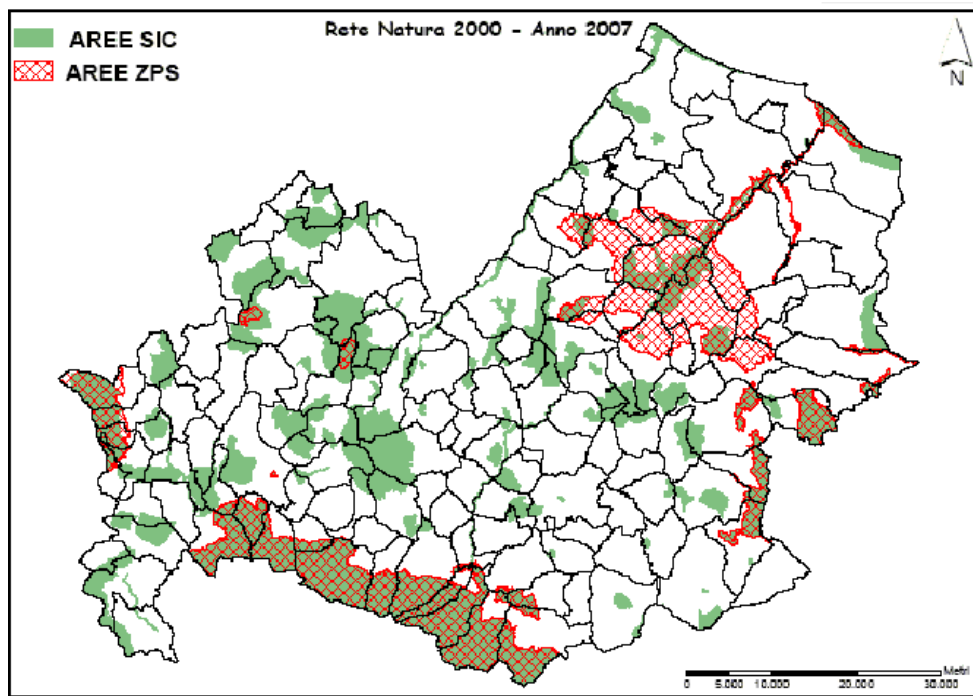 Rete Natura 2000 - Anno 2007
AREE SIC
AREE ZPS
N
Metri
0 5.000 10.000 20.000 30.000